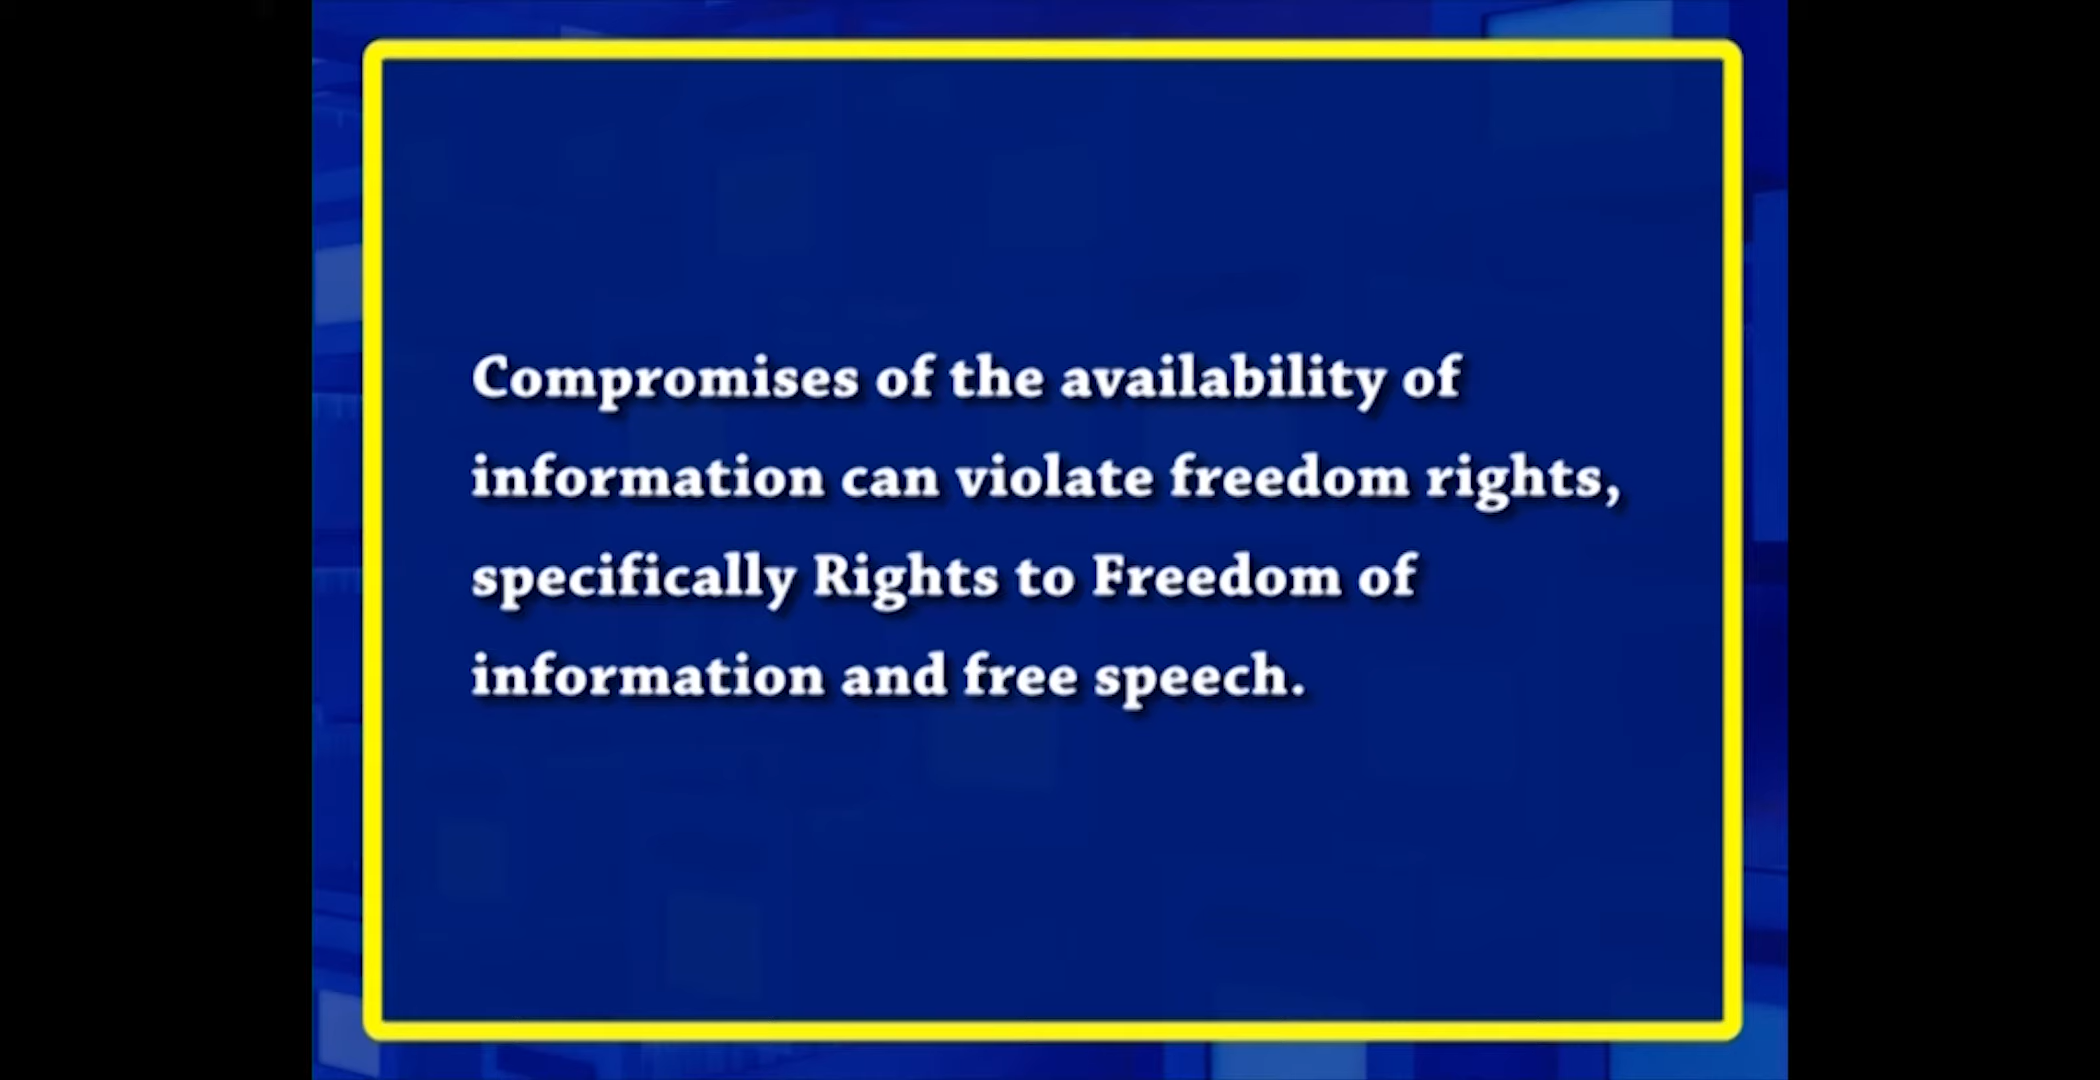 Compromises of the availability of
information can violate freedom rights,
specifically Rights to Freedom of
information and free speech.